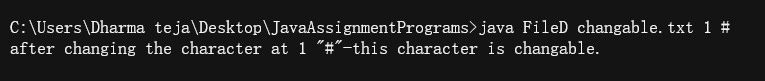 C:\Users\Dharma teja\Desktop\JavaAssignmentPrograms>java FileD changable.txt 1 #
after changing the character at 1 "#"-this character is changable.